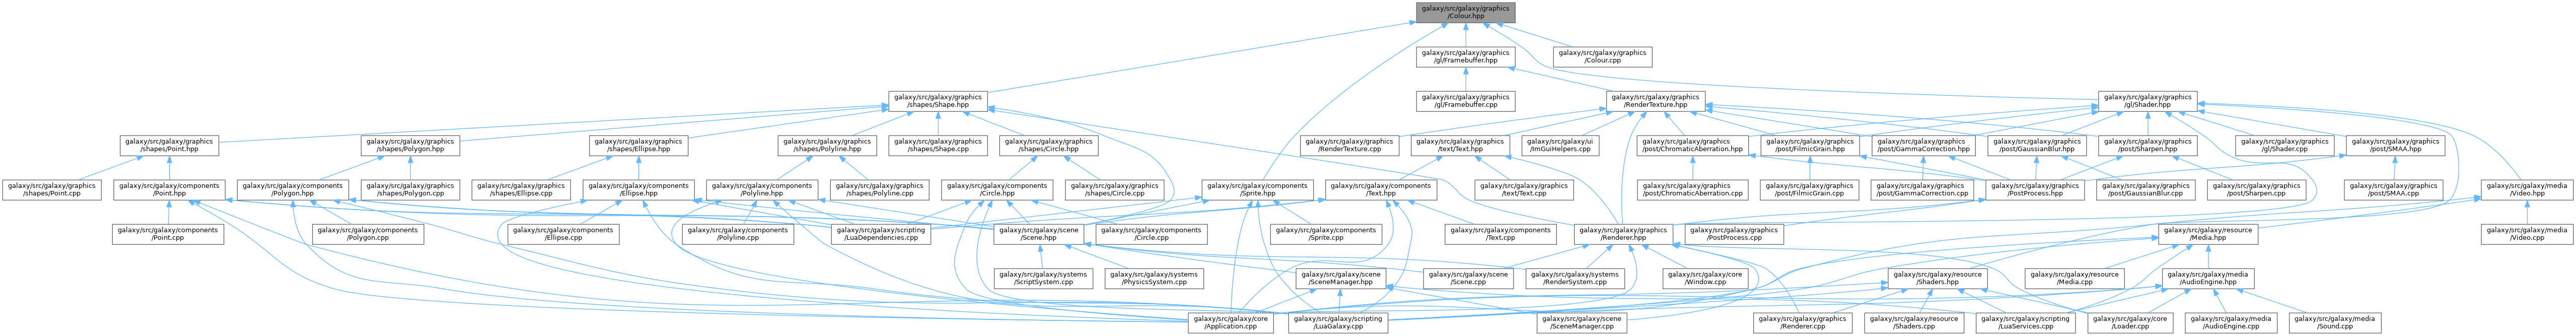 galaxy/src/galaxy/graphics
/Colour.hpp
galaxy/src/galaxy/graphics
/gl/Framebuffer.hpp
galaxy/src/galaxy/graphics
/Colour.cpp
galaxy/src/galaxy/graphics
/shapes/Shape.hpp
galaxy/src/galaxy/graphics
/gl/Framebuffer.cpp
galaxy/src/galaxy/graphics
/RenderTexture.hpp
galaxy/src/galaxy/graphics
/gl/Shader.hpp
galaxy/src/galaxy/graphics
/shapes/Point.hpp
galaxy/src/galaxy/graphics
/shapes/Polygon.hpp
galaxy/src/galaxy/graphics
/shapes/Ellipse.hpp
galaxy/src/galaxy/graphics
/shapes/Polyline.hpp
galaxy/src/galaxy/graphics
/shapes/Shape.cpp
galaxy/src/galaxy/graphics
/shapes/Circle.hpp
galaxy/src/galaxy/graphics
/RenderTexture.cpp
galaxy/src/galaxy/graphics
/text/Text.hpp
galaxy/src/galaxy/ui
/ImGuiHelpers.cpp
galaxy/src/galaxy/graphics
/post/ChromaticAberration.hpp
galaxy/src/galaxy/graphics
/post/FilmicGrain.hpp
galaxy/src/galaxy/graphics
/post/GammaCorrection.hpp
galaxy/src/galaxy/graphics
/post/GaussianBlur.hpp
galaxy/src/galaxy/graphics
/post/Sharpen.hpp
galaxy/src/galaxy/graphics
/gl/Shader.cpp
galaxy/src/galaxy/graphics
/post/SMAA.hpp
galaxy/src/galaxy/graphics
/shapes/Point.cpp
galaxy/src/galaxy/components
/Point.hpp
galaxy/src/galaxy/components
/Polygon.hpp
galaxy/src/galaxy/graphics
/shapes/Polygon.cpp
galaxy/src/galaxy/graphics
/shapes/Ellipse.cpp
galaxy/src/galaxy/components
/Ellipse.hpp
galaxy/src/galaxy/components
/Polyline.hpp
galaxy/src/galaxy/graphics
/shapes/Polyline.cpp
galaxy/src/galaxy/components
/Circle.hpp
galaxy/src/galaxy/graphics
/shapes/Circle.cpp
galaxy/src/galaxy/components
/Sprite.hpp
galaxy/src/galaxy/components
/Text.hpp
galaxy/src/galaxy/graphics
/text/Text.cpp
galaxy/src/galaxy/graphics
/post/ChromaticAberration.cpp
galaxy/src/galaxy/graphics
/post/FilmicGrain.cpp
galaxy/src/galaxy/graphics
/post/GammaCorrection.cpp
galaxy/src/galaxy/graphics
/PostProcess.hpp
galaxy/src/galaxy/graphics
/post/GaussianBlur.cpp
galaxy/src/galaxy/graphics
/post/Sharpen.cpp
galaxy/src/galaxy/graphics
/post/SMAA.cpp
galaxy/src/galaxy/media
/Video.hpp
galaxy/src/galaxy/components
/Point.cpp
galaxy/src/galaxy/components
/Polygon.cpp
galaxy/src/galaxy/components
/Ellipse.cpp
galaxy/src/galaxy/components
/Polyline.cpp
galaxy/src/galaxy/scripting
/LuaDependencies.cpp
galaxy/src/galaxy/scene
/Scene.hpp
galaxy/src/galaxy/components
/Circle.cpp
galaxy/src/galaxy/components
/Sprite.cpp
galaxy/src/galaxy/components
/Text.cpp
galaxy/src/galaxy/graphics
/Renderer.hpp
galaxy/src/galaxy/graphics
/PostProcess.cpp
galaxy/src/galaxy/resource
/Media.hpp
galaxy/src/galaxy/media
/Video.cpp
galaxy/src/galaxy/systems
/ScriptSystem.cpp
galaxy/src/galaxy/systems
/PhysicsSystem.cpp
galaxy/src/galaxy/scene
/SceneManager.hpp
galaxy/src/galaxy/scene
/Scene.cpp
galaxy/src/galaxy/systems
/RenderSystem.cpp
galaxy/src/galaxy/core
/Window.cpp
galaxy/src/galaxy/resource
/Shaders.hpp
galaxy/src/galaxy/resource
/Media.cpp
galaxy/src/galaxy/media
/AudioEngine.hpp
galaxy/src/galaxy/core
/Application.cpp
galaxy/src/galaxy/scripting
/LuaGalaxy.cpp
galaxy/src/galaxy/scene
/SceneManager.cpp
galaxy/src/galaxy/graphics
/Renderer.cpp
galaxy/src/galaxy/resource
/Shaders.cpp
galaxy/src/galaxy/scripting
/LuaServices.cpp
galaxy/src/galaxy/core
/Loader.cpp
galaxy/src/galaxy/media
/AudioEngine.cpp
galaxy/src/galaxy/media
/Sound.cpp